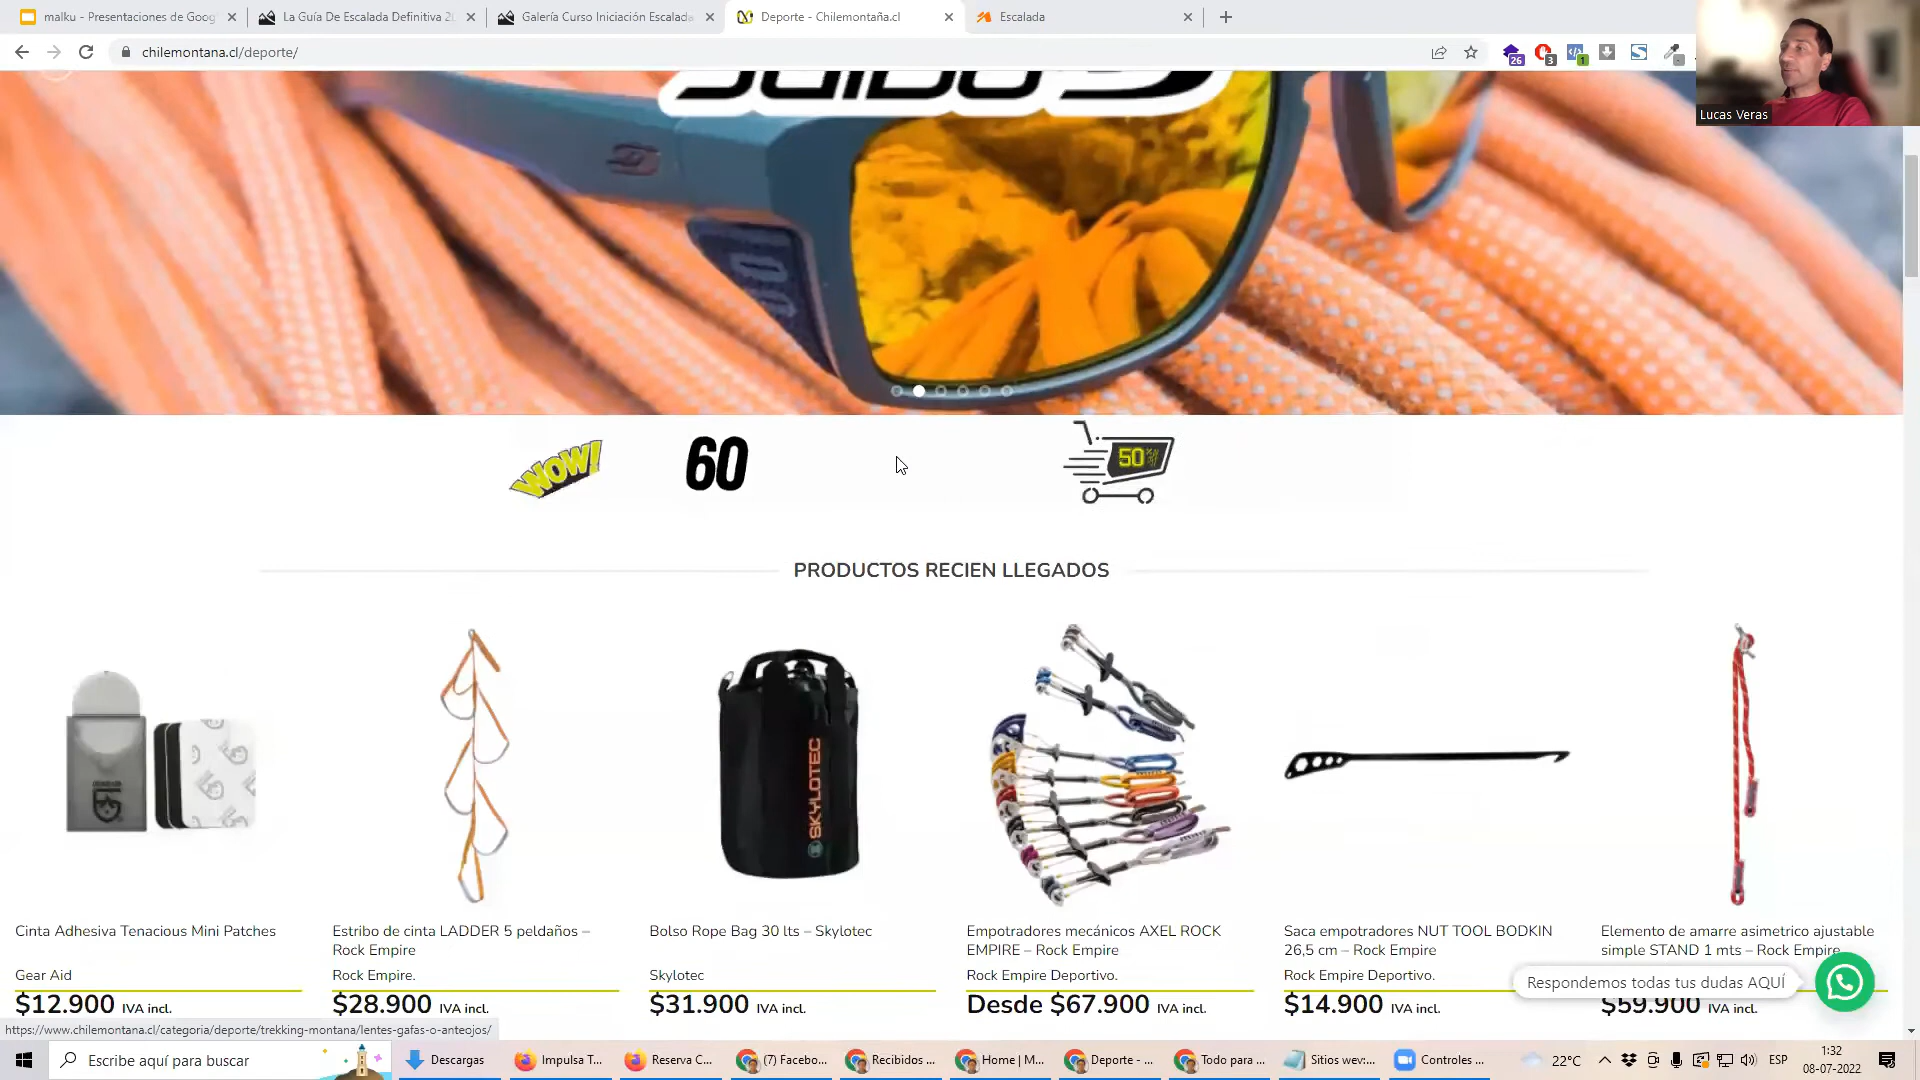 malku - Presentaciones de Goog
La Guía De Escalada Definitiva 20
Galería Curso Iniciación Escalada
Deporte - Chilemontaña.cl
Escalada
chilemontana.cl/deporte/
26
3
1
Lucas Veras
WOW!
60
50%
PRODUCTOS RECIEN LLEGADOS
SKYLOTEC
Cinta Adhesiva Tenacious Mini Patches
Gear Aid
$12.900 IVA incl.
Estribo de cinta LADDER 5 peldaños –
Rock Empire
Rock Empire.
$28.900 IVA incl.
Bolso Rope Bag 30 lts – Skylotec
Skylotec
$31.900 IVA incl.
Empotradores mecánicos AXEL ROCK
EMPIRE – Rock Empire
Rock Empire Deportivo.
Desde $67.900 IVA incl.
Saca empotradores NUT TOOL BODKIN
26,5 cm – Rock Empire
Rock Empire Deportivo.
$14.900 IVA incl.
Elemento de amarre asimetrico ajustable
simple STAND 1 mts – Rock Empire
$59.900 IVA incl.
Respondemos todas tus dudas AQUÍ
https://www.chilemontana.cl/categoria/deporte/trekking-montana/lentes-gafas-o-anteojos/
Escribe aquí para buscar
Descargas
Impulsa T...
Reserva C...
(7) Facebo...
Recibidos ...
Home | M...
Deporte - ...
Todo para ...
Sitios wev:...
Controles ...
22°C
ESP
1:32
08-07-2022